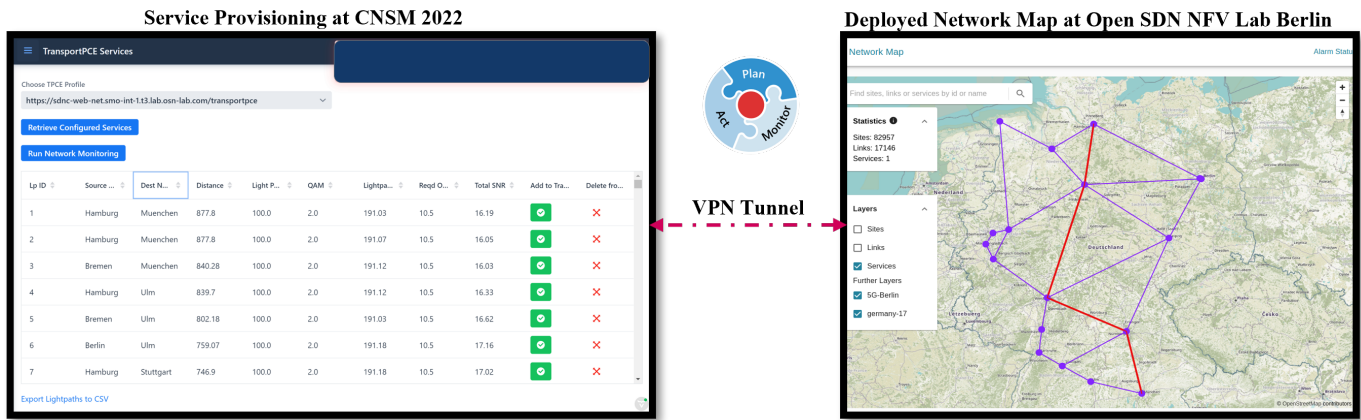 Service Provisioning at CNSM 2022
TransportPCE Services
Choose TPCE Profile
https://sdnc-web-net.smo-int-1.t3.lab.osn-lab.com/transportpce
Retrieve Configured Services
Run Network Monitoring
Lp ID Source ... Dest N... Distance Light P... QAM Lightpa... Reqd O... Total SNR Add to Tra... Delete fro...
1 Hamburg Muenchen 877.8 100.0 2.0 191.03 10.5 16.19
2 Hamburg Muenchen 877.8 100.0 2.0 191.07 10.5 16.05
3 Bremen Muenchen 840.28 100.0 2.0 191.12 10.5 16.03
4 Hamburg Ulm 839.7 100.0 2.0 191.12 10.5 16.33
5 Bremen Ulm 802.18 100.0 2.0 191.03 10.5 16.62
6 Berlin Ulm 759.07 100.0 2.0 191.18 10.5 17.16
7 Hamburg Stuttgart 746.9 100.0 2.0 191.18 10.5 17.02
Export Lightpaths to CSV
Plan
Act
Monitor
VPN Tunnel
Deployed Network Map at Open SDN NFV Lab Berlin
Network Map
Alarm Statu
Find sites, links or services by id or name
Statistics
Sites: 82957
Links: 17146
Services: 1
Layers
Sites
Links
Services
Further Layers
5G-Berlin
germany-17
Nederland
Deutschland
Lëtzebuerg
Česko
© OpenStreetMap contributors